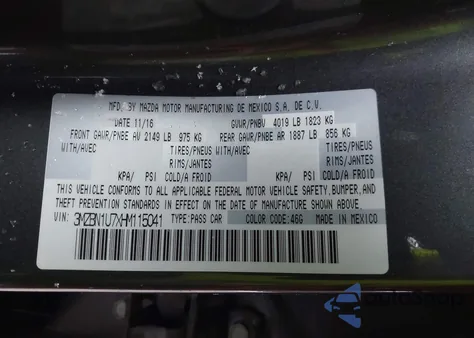 MFD. BY MAZDA MOTOR MANUFACTURING DE MEXICO S.A. DE C.V.
DATE 11/16 GVWR/PNBV 4019 LB 1823 KG
FRONT GAWR/PNBE AV 2149 LB 975 KG REAR GAWR/PNBE AR 1887 LB 856 KG
WITH/AVEC TIRES/PNEUS WITH/AVEC TIRES/PNEUS
RIMS/JANTES RIMS/JANTES
KPA/ PSI COLD/A FROID KPA/ PSI COLD/A FROID
THIS VEHICLE CONFORMS TO ALL APPLICABLE FEDERAL MOTOR VEHICLE SAFETY, BUMPER, AND
THEFT PREVENTION STANDARDS IN EFFECT ON DATE OF MANUFACTURE SHOWN ABOVE.
VIN: 3MZBN1U7XHM115041 TYPE: PASS CAR COLOR CODE: 46G MADE IN MEXICO